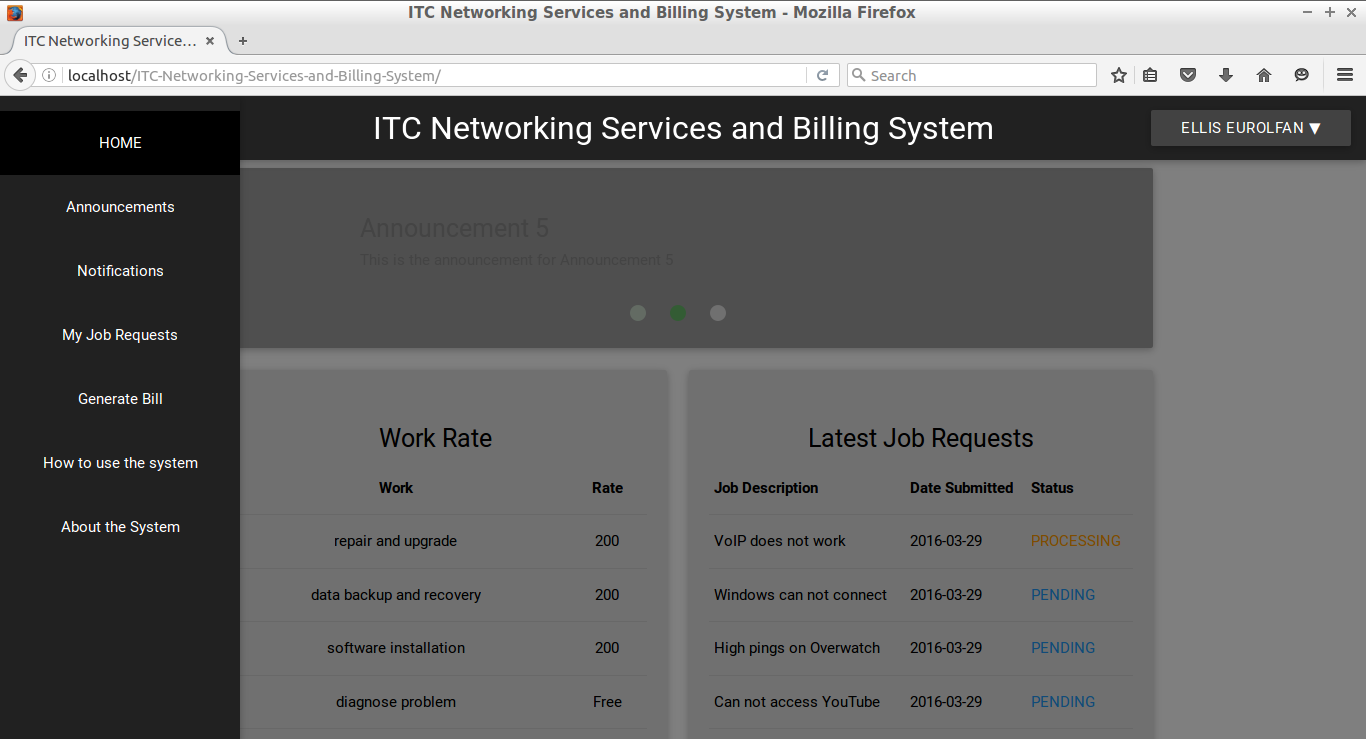 ITC Networking Services and Billing System - Mozilla Firefox
ITC Networking Service...
localhost/ITC-Networking-Services-and-Billing-System/
Search
ITC Networking Services and Billing System
ELLIS EUROLFAN ▼
HOME
Announcements
Notifications
My Job Requests
Generate Bill
How to use the system
About the System
Announcement 5
This is the announcement for Announcement 5
Work Rate
Work Rate
repair and upgrade 200
data backup and recovery 200
software installation 200
diagnose problem Free
Latest Job Requests
Job Description Date Submitted Status
VoIP does not work 2016-03-29 PROCESSING
Windows can not connect 2016-03-29 PENDING
High pings on Overwatch 2016-03-29 PENDING
Can not access YouTube 2016-03-29 PENDING